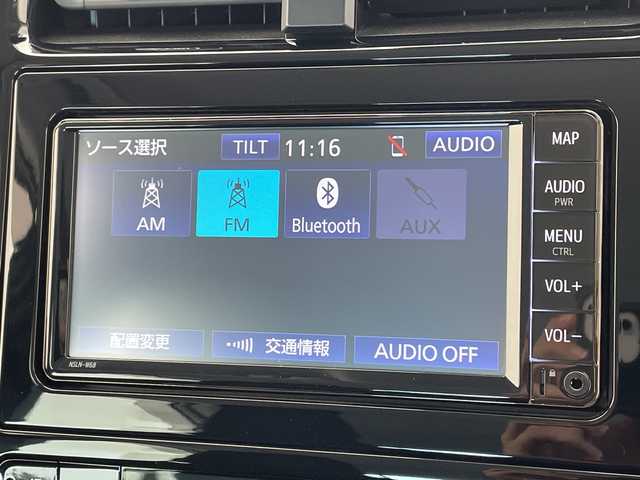 ソース選択 TILT 11:16 AUDIO
AM FM Bluetooth AUX
配置変更 交通情報 AUDIO OFF
NSLN-W68
MAP
AUDIO
PWR
MENU
CTRL
VOL+
VOL-